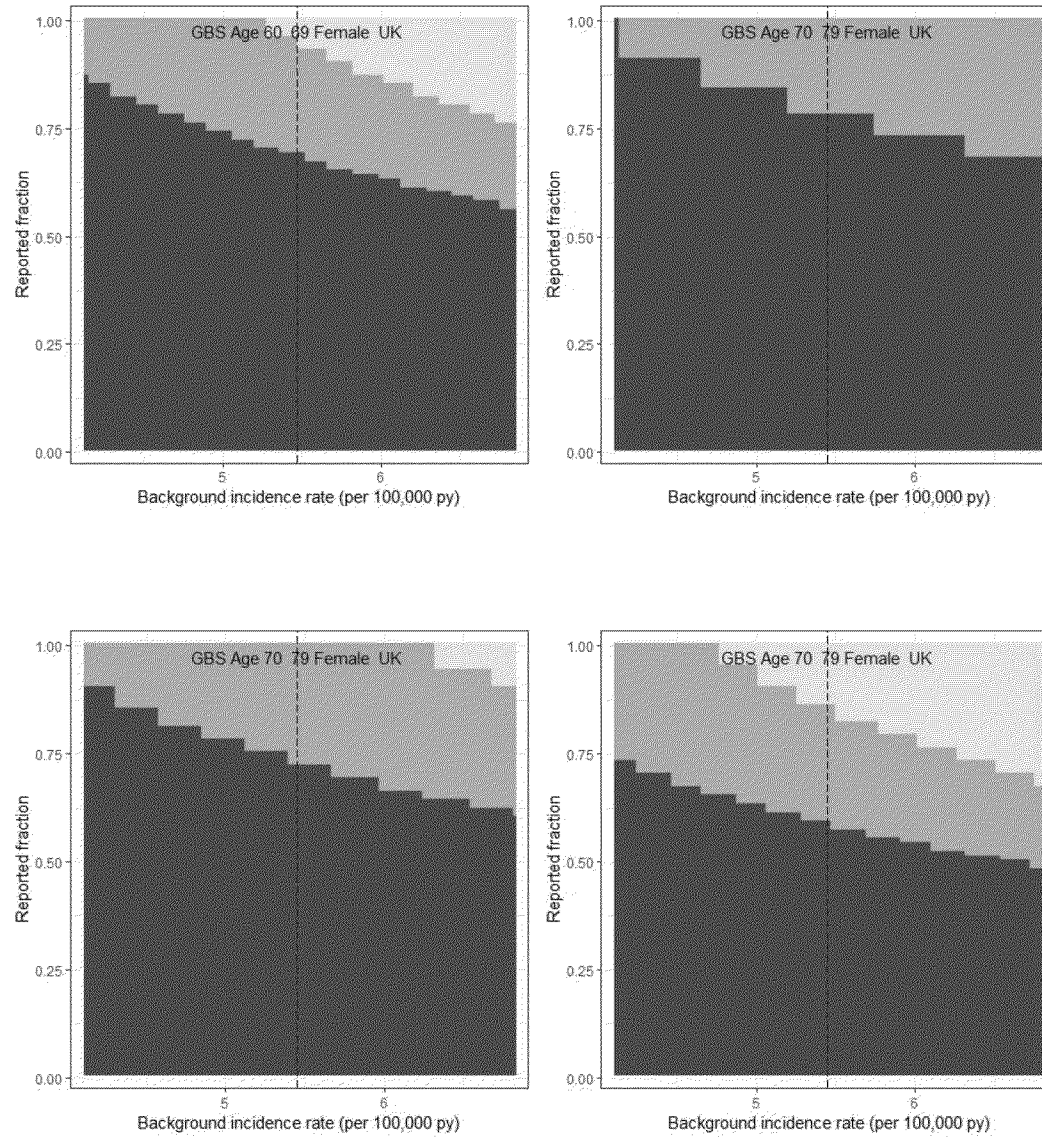 GBS Age 60 69 Female UK
1.00
0.75
0.50
0.25
0.00
Reported fraction
5 6
Background incidence rate (per 100,000 py)
GBS Age 70 79 Female UK
1.00
0.75
0.50
0.25
0.00
Reported fraction
5 6
Background incidence rate (per 100,000 py)
GBS Age 70 79 Female UK
1.00
0.75
0.50
0.25
0.00
Reported fraction
5 6
Background incidence rate (per 100,000 py)
GBS Age 70 79 Female UK
1.00
0.75
0.50
0.25
0.00
Reported fraction
5 6
Background incidence rate (per 100,000 py)